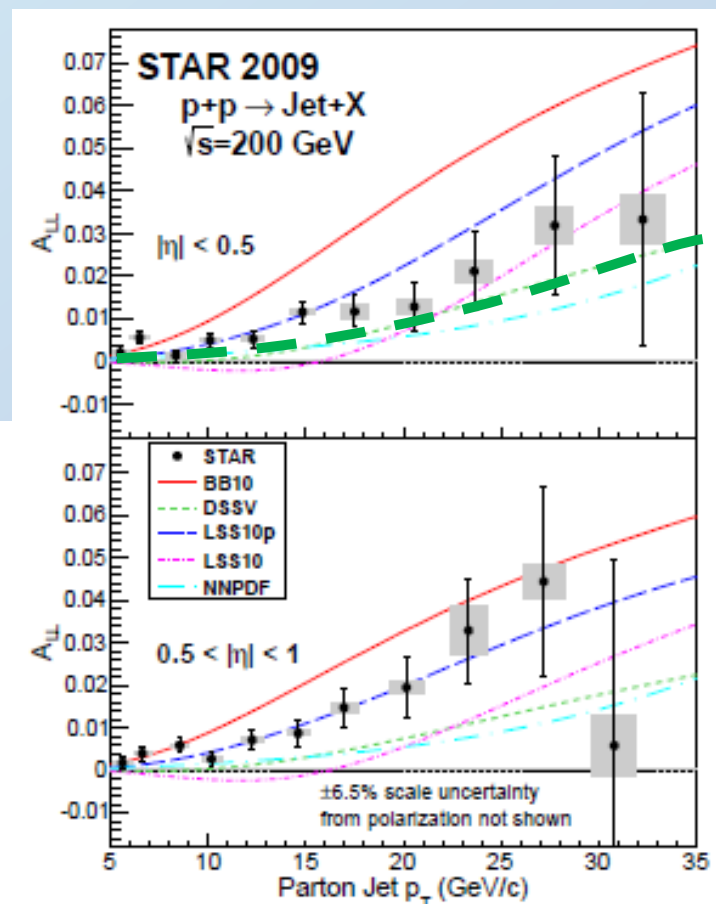 STAR 2009
p+p → Jet+X
√s=200 GeV
|η| < 0.5
A_LL
0.07
0.06
0.05
0.04
0.03
0.02
0.01
0
-0.01
STAR
BB10
DSSV
LSS10p
LSS10
NNPDF
0.5 < |η| < 1
A_LL
0.07
0.06
0.05
0.04
0.03
0.02
0.01
0
-0.01
±6.5% scale uncertainty
from polarization not shown
5 10 15 20 25 30 35
Parton Jet p_T (GeV/c)